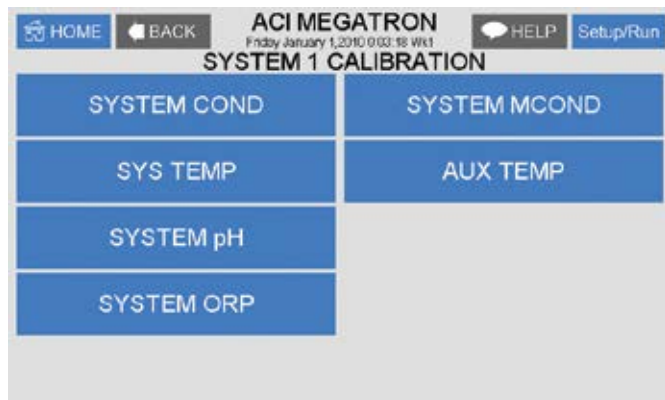 HOME BACK ACI MEGATRON HELP Setup/Run
Friday January 1,2010 0:03:18 Wk1
SYSTEM 1 CALIBRATION
SYSTEM COND SYSTEM MCOND
SYS TEMP AUX TEMP
SYSTEM pH
SYSTEM ORP